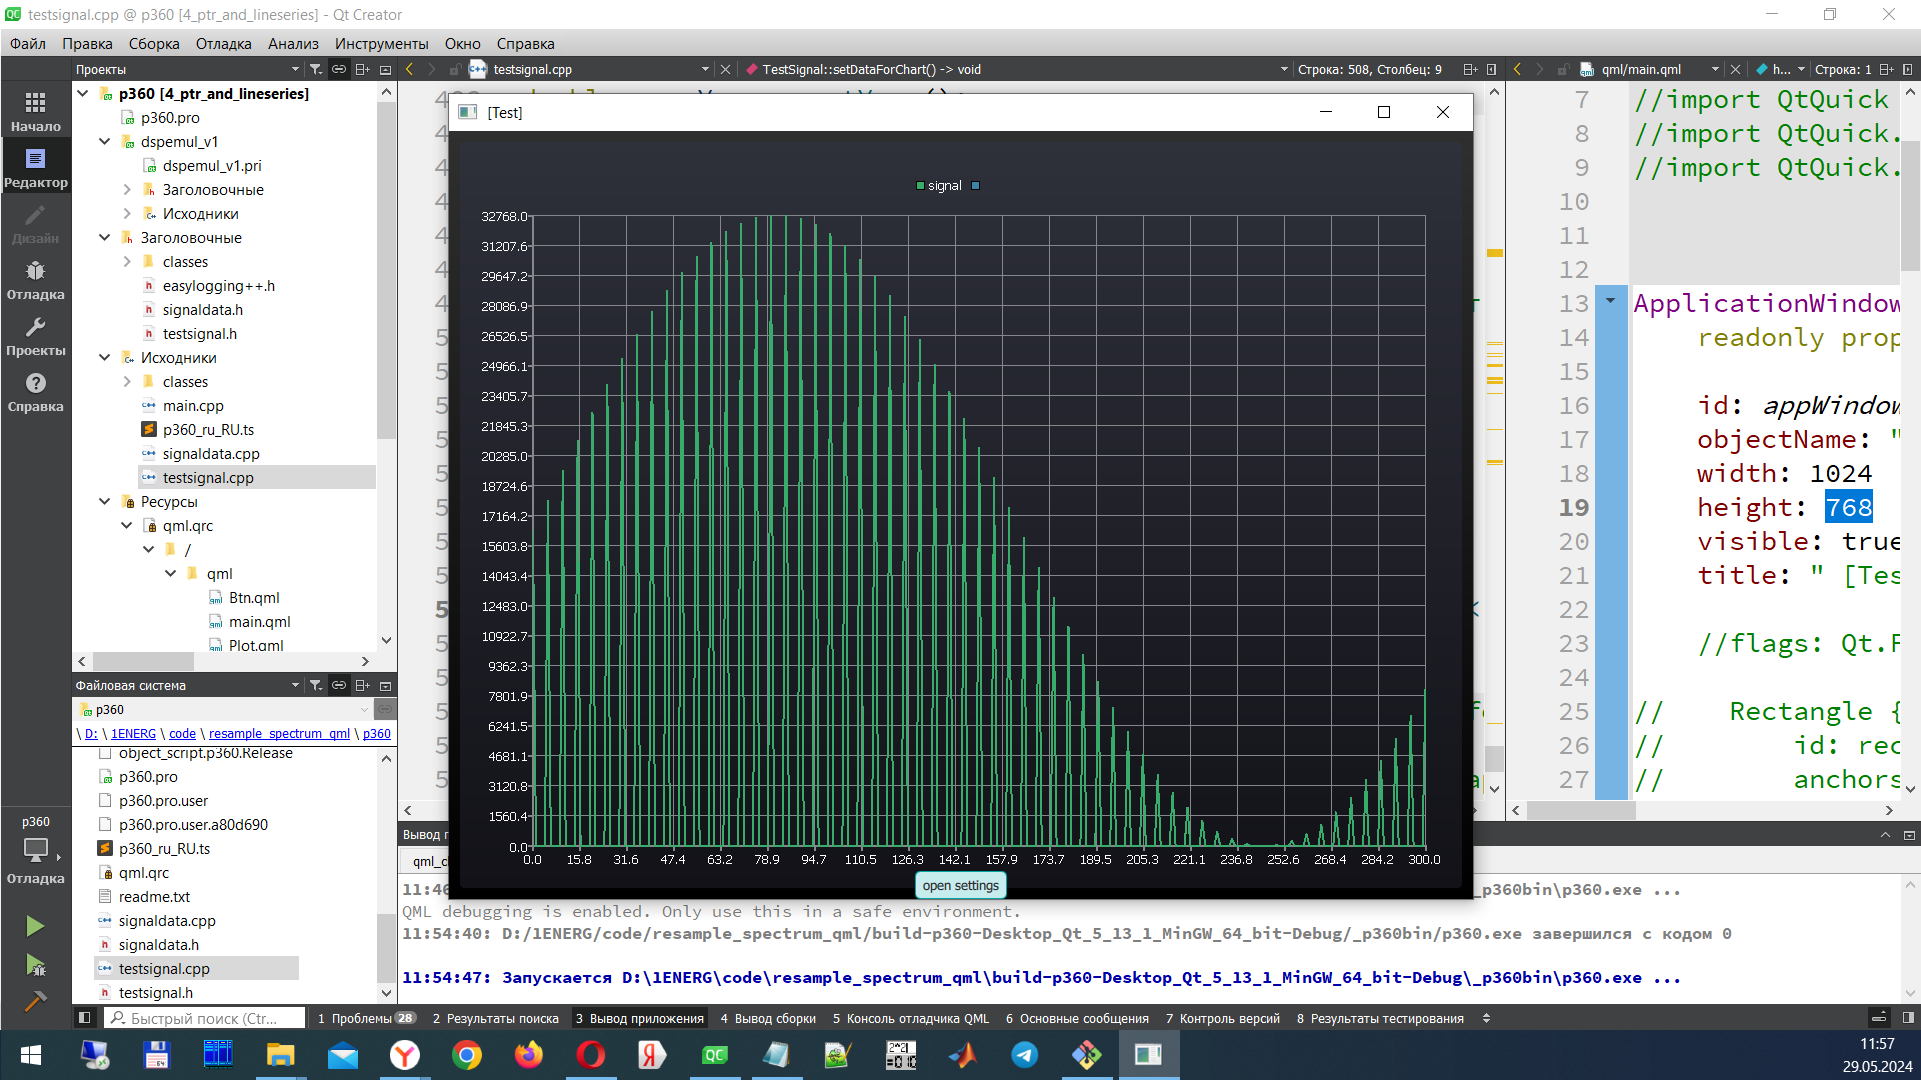 testsignal.cpp @ p360 [4_ptr_and_lineseries] - Qt Creator
Файл Правка Сборка Отладка Анализ Инструменты Окно Справка
Проекты
testsignal.cpp
TestSignal::setDataForChart() -> void
Строка: 508, Столбец: 9
qml/main.qml
h...
Строка: 1
Начало
Редактор
Дизайн
Отладка
Проекты
Справка
p360 [4_ptr_and_lineseries]
p360.pro
dspemul_v1
dspemul_v1.pri
Заголовочные
Исходники
Заголовочные
classes
easylogging++.h
signaldata.h
testsignal.h
Исходники
classes
main.cpp
p360_ru_RU.ts
signaldata.cpp
testsignal.cpp
Ресурсы
qml.qrc
/
qml
Btn.qml
main.qml
Plot.qml
Файловая система
p360
\ D: \ 1ENERG \ code \ resample_spectrum_qml \ p360
object_script.p360.Release
p360.pro
p360.pro.user
p360.pro.user.a80d690
p360_ru_RU.ts
qml.qrc
readme.txt
signaldata.cpp
signaldata.h
testsignal.cpp
testsignal.h
p360
Отладка
[Test]
signal
32768.0
31207.6
29647.2
28086.9
26526.5
24966.1
23405.7
21845.3
20285.0
18724.6
17164.2
15603.8
14043.4
12483.0
10922.7
9362.3
7801.9
6241.5
4681.1
3120.8
1560.4
0.0
0.0 15.8 31.6 47.4 63.2 78.9 94.7 110.5 126.3 142.1 157.9 173.7 189.5 205.3 221.1 236.8 252.6 268.4 284.2 300.0
open settings
7 //import QtQuick
8 //import QtQuick.
9 //import QtQuick.
10
11
12
13 ApplicationWindow
14 readonly prop
15
16 id: appWindow
17 objectName: "
18 width: 1024
19 height: 768
20 visible: true
21 title: " [Tes
22
23 //flags: Qt.F
24
25 // Rectangle {
26 // id: rec
27 // anchors
Вывод п
qml_cl
11:46
_p360bin\p360.exe ...
QML debugging is enabled. Only use this in a safe environment.
11:54:40: D:/1ENERG/code/resample_spectrum_qml/build-p360-Desktop_Qt_5_13_1_MinGW_64_bit-Debug/_p360bin/p360.exe завершился с кодом 0
11:54:47: Запускается D:\1ENERG\code\resample_spectrum_qml\build-p360-Desktop_Qt_5_13_1_MinGW_64_bit-Debug\_p360bin\p360.exe ...
Быстрый поиск (Ctr...
1 Проблемы 28
2 Результаты поиска
3 Вывод приложения
4 Вывод сборки
5 Консоль отладчика QML
6 Основные сообщения
7 Контроль версий
8 Результаты тестирования
11:57
29.05.2024